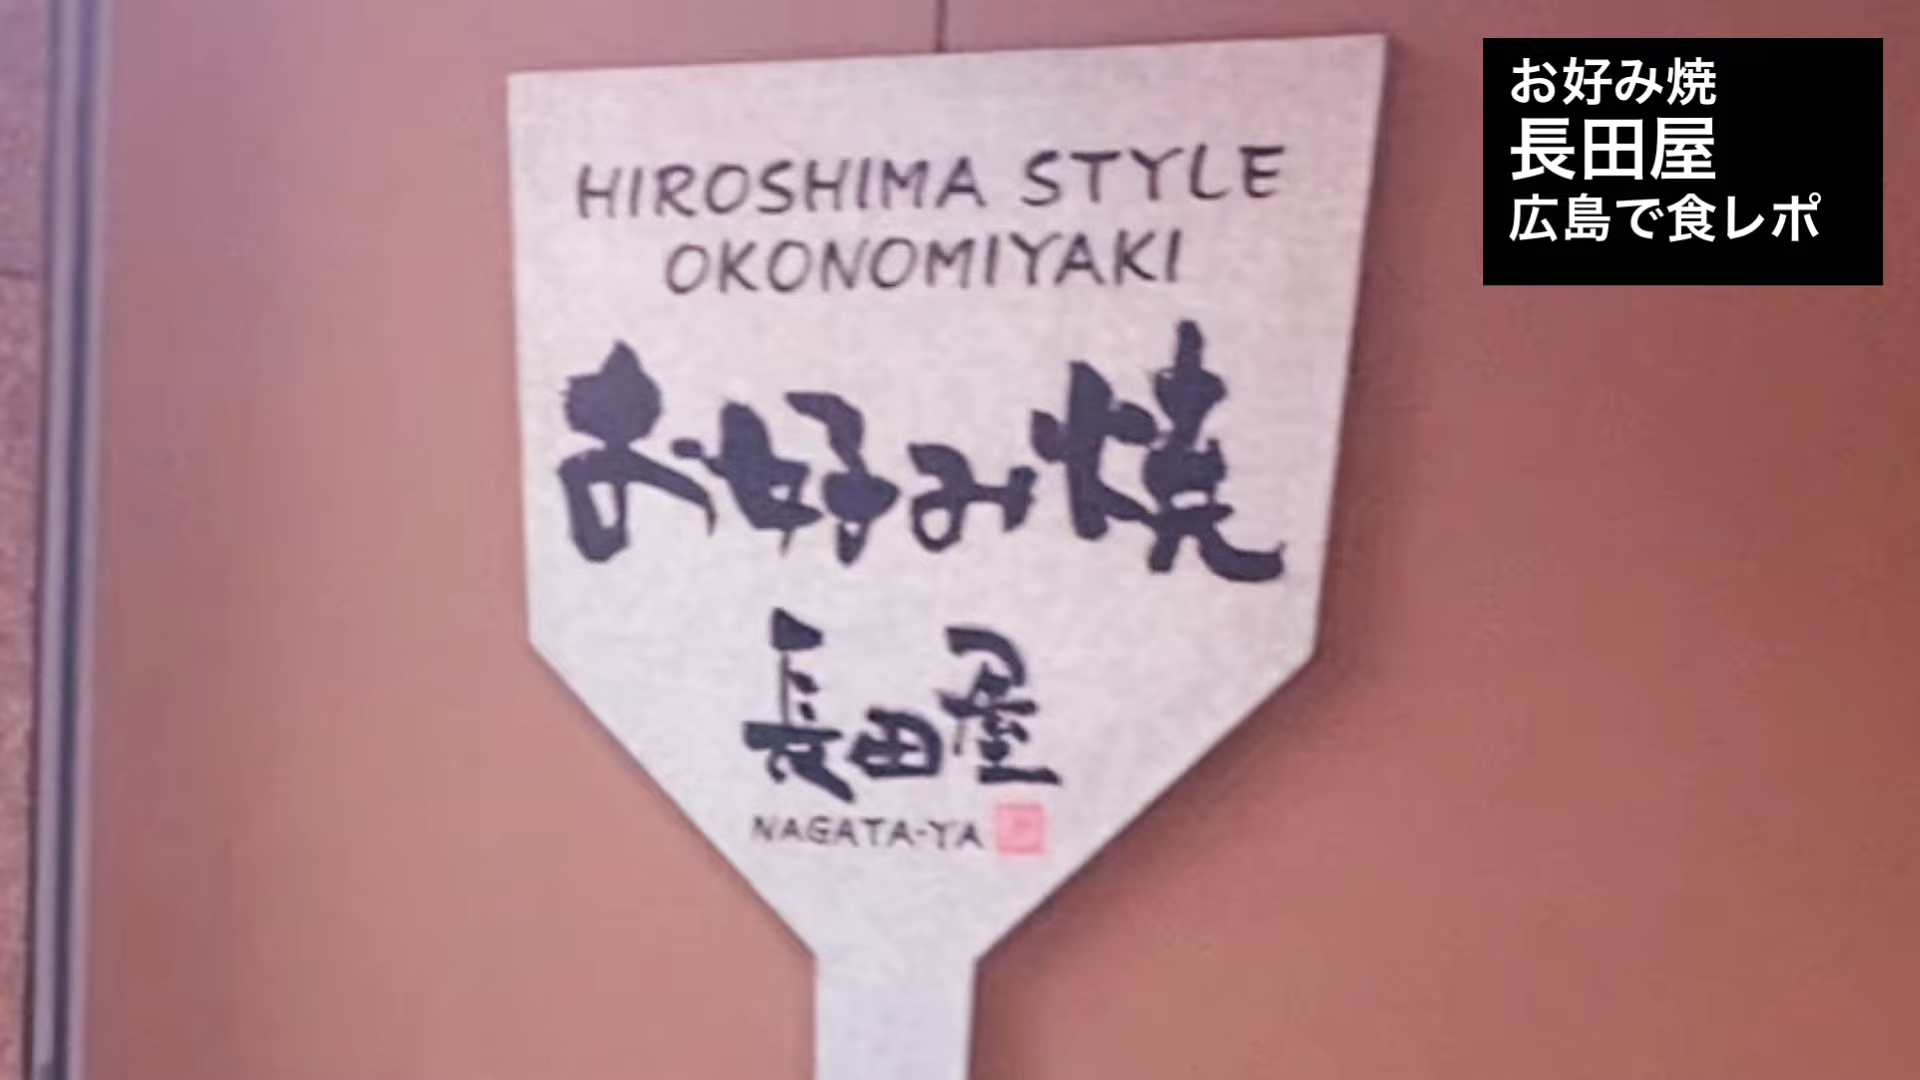 HIROSHIMA STYLE
OKONOMIYAKI
お好み焼
長田屋
NAGATA-YA
お好み焼
長田屋
広島で食レポ